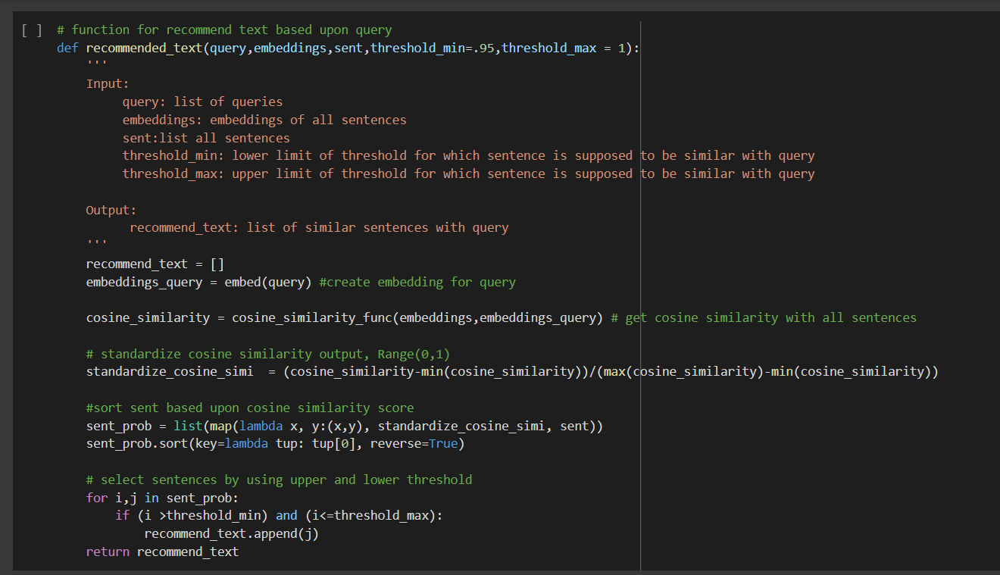 [ ] # function for recommend text based upon query
def recommended_text(query,embeddings,sent,threshold_min=.95,threshold_max = 1):
'''
Input:
query: list of queries
embeddings: embeddings of all sentences
sent:list all sentences
threshold_min: lower limit of threshold for which sentence is supposed to be similar with query
threshold_max: upper limit of threshold for which sentence is supposed to be similar with query
Output:
recommend_text: list of similar sentences with query
'''
recommend_text = []
embeddings_query = embed(query) #create embedding for query
cosine_similarity = cosine_similarity_func(embeddings,embeddings_query) # get cosine similarity with all sentences
# standardize cosine similarity output, Range(0,1)
standardize_cosine_simi  = (cosine_similarity-min(cosine_similarity))/(max(cosine_similarity)-min(cosine_similarity))
#sort sent based upon cosine similarity score
sent_prob = list(map(lambda x, y:(x,y), standardize_cosine_simi, sent))
sent_prob.sort(key=lambda tup: tup[0], reverse=True)
# select sentences by using upper and lower threshold
for i,j in sent_prob:
if (i >threshold_min) and (i<=threshold_max):
recommend_text.append(j)
return recommend_text